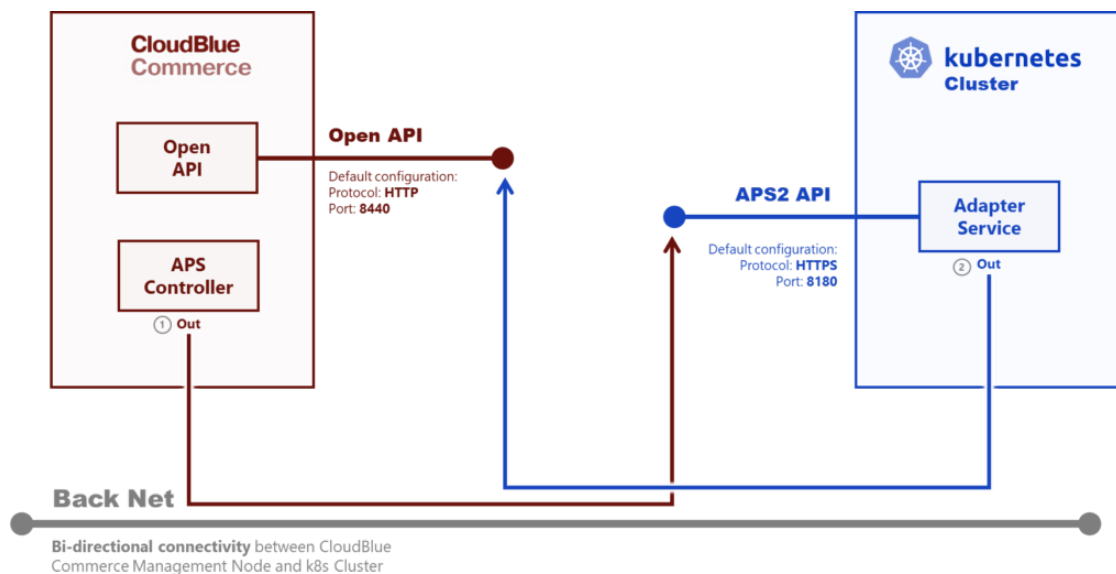 CloudBlue
Commerce
Open
API
Open API
Default configuration:
Protocol: HTTP
Port: 8440
APS
Controller
1 Out
kubernetes
Cluster
APS2 API
Default configuration:
Protocol: HTTPS
Port: 8180
Adapter
Service
2 Out
Back Net
Bi-directional connectivity between CloudBlue
Commerce Management Node and k8s Cluster